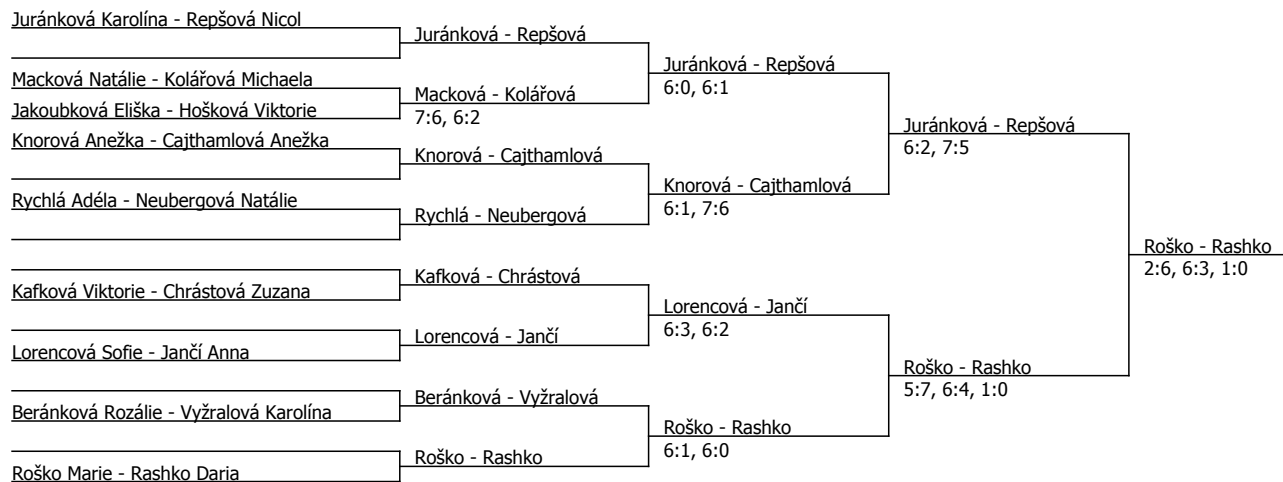 Juránková Karolína - Repšová Nicol
Macková Natálie - Kolářová Michaela
Jakoubková Eliška - Hošková Viktorie
Knorová Anežka - Cajthamlová Anežka
Rychlá Adéla - Neubergová Natálie
Kafková Viktorie - Chrástová Zuzana
Lorencová Sofie - Jančí Anna
Beránková Rozálie - Vyžralová Karolína
Roško Marie - Rashko Daria
Juránková - Repšová
Macková - Kolářová
7:6, 6:2
Knorová - Cajthamlová
Rychlá - Neubergová
Kafková - Chrástová
Lorencová - Jančí
Beránková - Vyžralová
Roško - Rashko
Juránková - Repšová
6:0, 6:1
Knorová - Cajthamlová
6:1, 7:6
Lorencová - Jančí
6:3, 6:2
Roško - Rashko
6:1, 6:0
Juránková - Repšová
6:2, 7:5
Roško - Rashko
5:7, 6:4, 1:0
Roško - Rashko
2:6, 6:3, 1:0